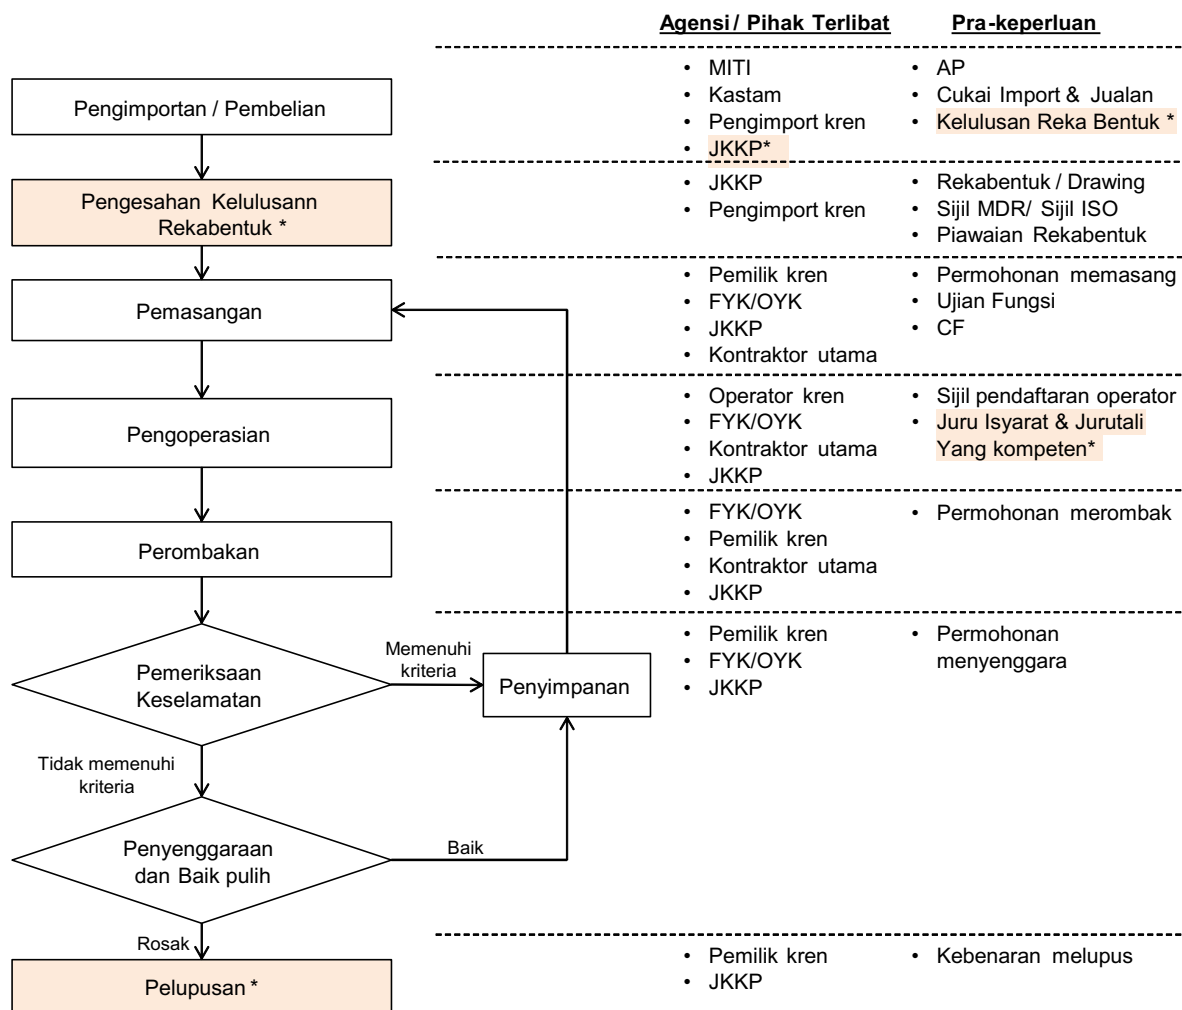 Agensi / Pihak Terlibat
Pra-keperluan
Pengimportan / Pembelian
• MITI
• Kastam
• Pengimport kren
• JKKP*
• AP
• Cukai Import & Jualan
• Kelulusan Reka Bentuk *
Pengesahan Kelulusann
Rekabentuk *
• JKKP
• Pengimport kren
• Rekabentuk / Drawing
• Sijil MDR/ Sijil ISO
• Piawaian Rekabentuk
Pemasangan
• Pemilik kren
• FYK/OYK
• JKKP
• Kontraktor utama
• Permohonan memasang
• Ujian Fungsi
• CF
Pengoperasian
• Operator kren
• FYK/OYK
• Kontraktor utama
• JKKP
• Sijil pendaftaran operator
• Juru Isyarat & Jurutali
Yang kompeten*
Perombakan
• FYK/OYK
• Pemilik kren
• Kontraktor utama
• JKKP
• Permohonan merombak
Pemeriksaan
Keselamatan
Memenuhi
kriteria
Penyimpanan
• Pemilik kren
• FYK/OYK
• JKKP
• Permohonan
menyenggara
Tidak memenuhi
kriteria
Penyenggaraan
dan Baik pulih
Baik
Rosak
Pelupusan *
• Pemilik kren
• JKKP
• Kebenaran melupus